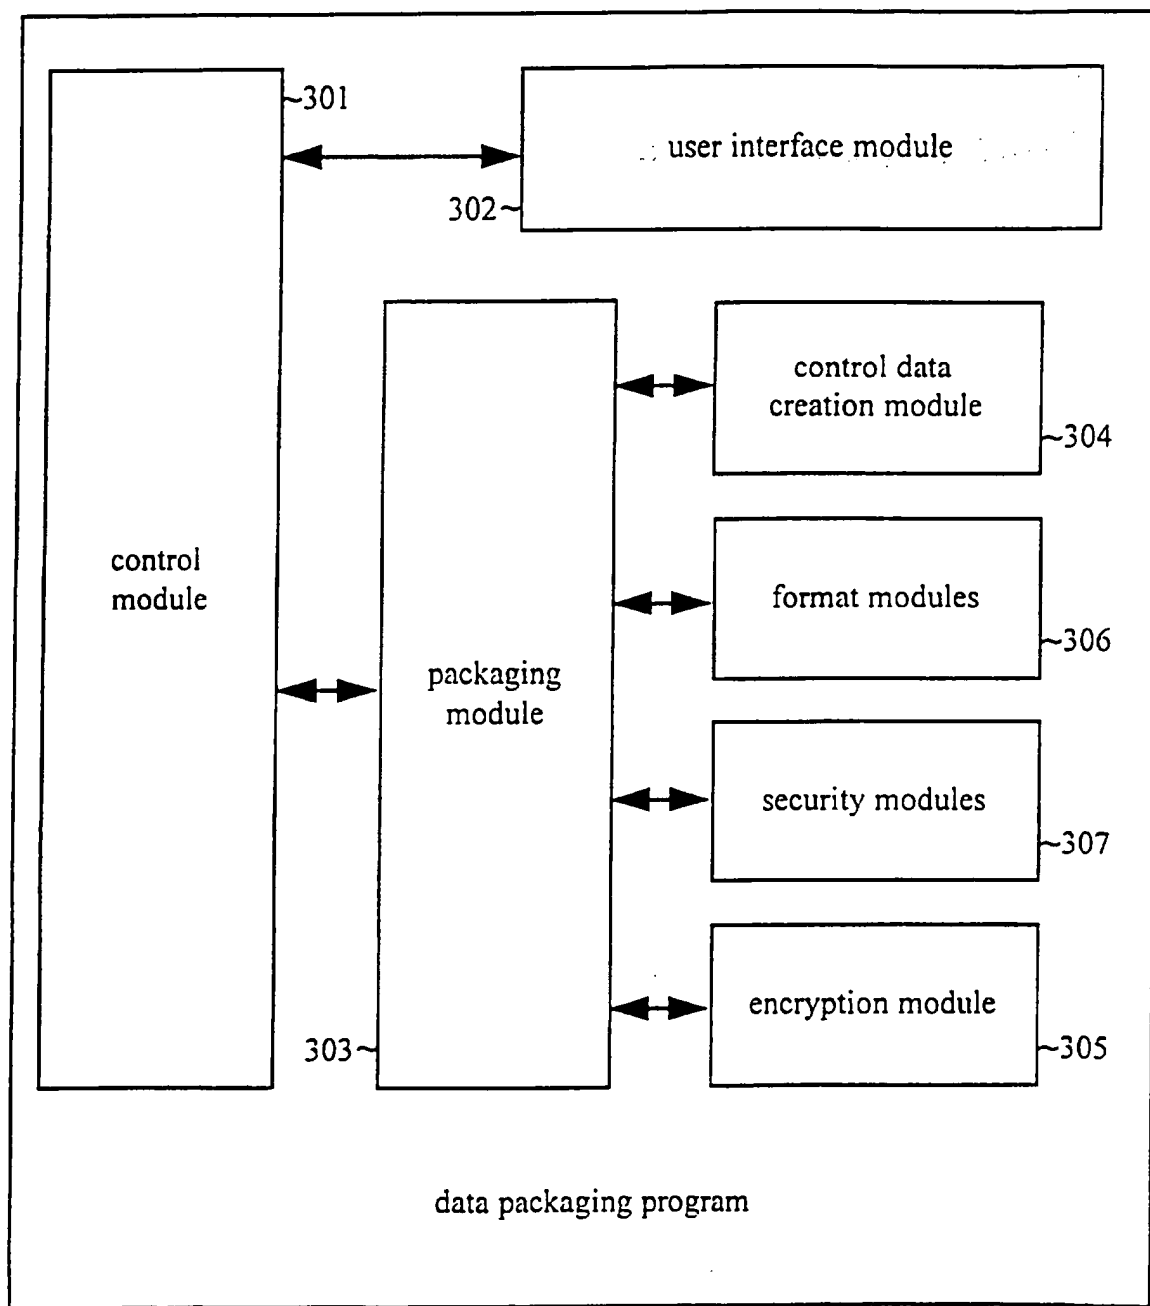 ~301
user interface module
302~
control data
creation module
~304
control
module
format modules
~306
packaging
module
security modules
~307
encryption module
303~
~305
data packaging program